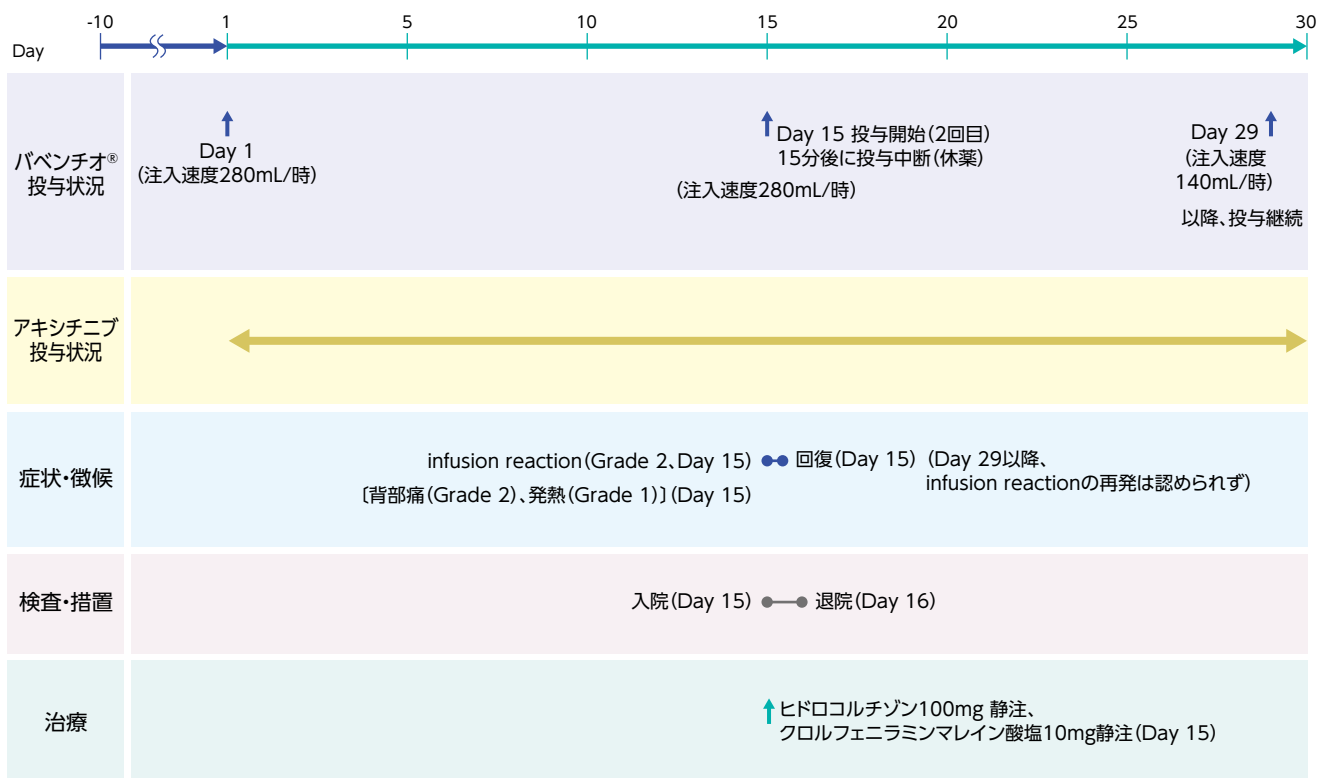 -10 1 5 10 15 20 25 30
Day
バベンチオ®
投与状況
Day 1
(注入速度280mL/時)
Day 15 投与開始(2回目)
15分後に投与中断(休薬)
(注入速度280mL/時)
Day 29
(注入速度
140mL/時)
以降、投与継続
アキシチニブ
投与状況
症状・徴候
infusion reaction(Grade 2、Day 15)
回復(Day 15)
(Day 29以降、
infusion reactionの再発は認められず)
〔背部痛(Grade 2)、発熱(Grade 1)〕(Day 15)
検査・措置
入院(Day 15)
退院(Day 16)
治療
ヒドロコルチゾン100mg 静注、
クロルフェニラミンマレイン酸塩10mg静注(Day 15)